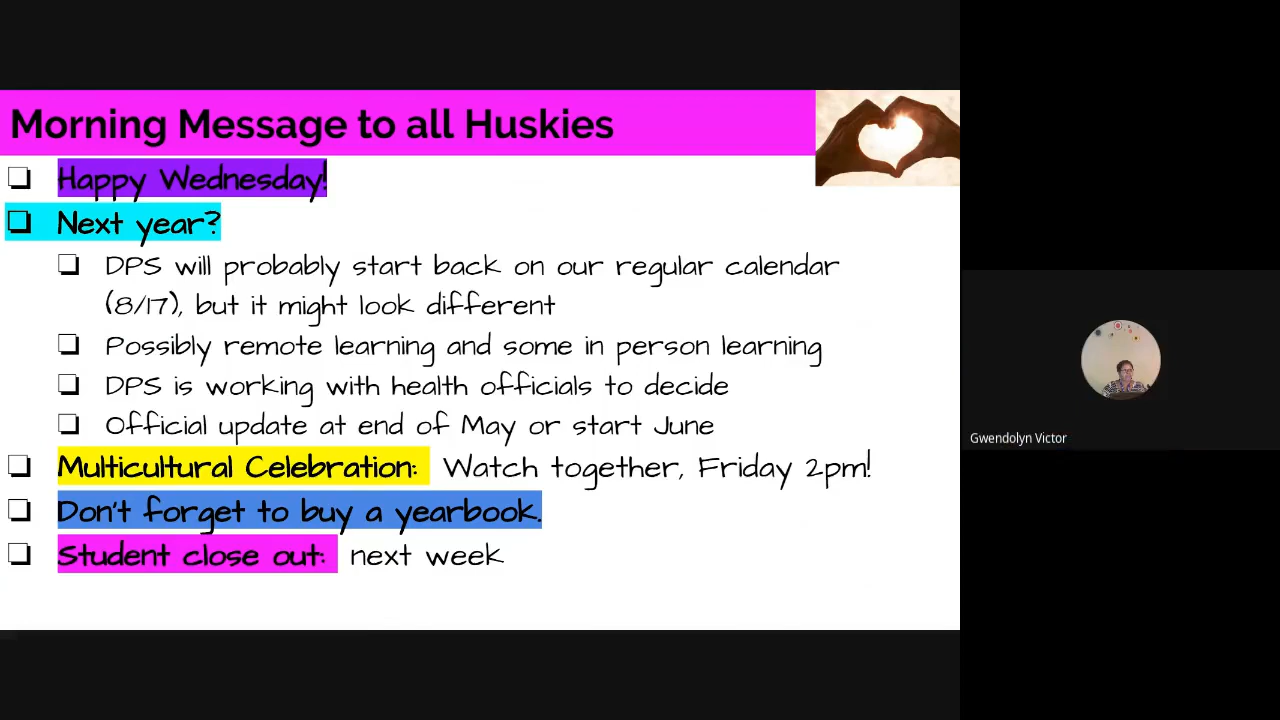 Morning Message to all Huskies
❏ Happy Wednesday!
❏ Next year?
❏ DPS will probably start back on our regular calendar
(8/17), but it might look different
❏ Possibly remote learning and some in person learning
❏ DPS is working with health officials to decide
❏ Official update at end of May or start June
❏ Multicultural Celebration: Watch together, Friday 2pm!
❏ Don't forget to buy a yearbook.
❏ Student close out: next week
Gwendolyn Victor